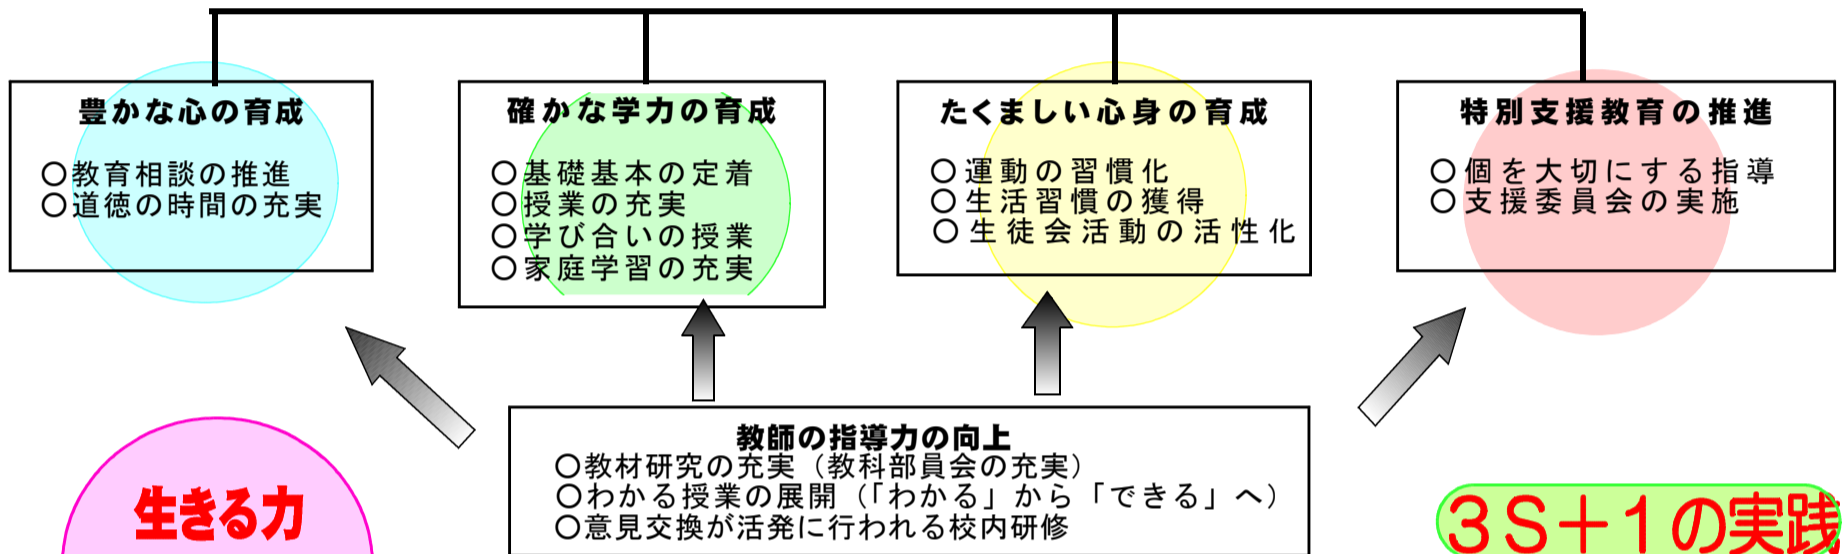 豊かな心の育成
○教育相談の推進
○道徳の時間の充実
確かな学力の育成
○基礎基本の定着
○授業の充実
○学び合いの授業
○家庭学習の充実
たくましい心身の育成
○運動の習慣化
○生活習慣の獲得
○生徒会活動の活性化
特別支援教育の推進
○個を大切にする指導
○支援委員会の実施
教師の指導力の向上
○教材研究の充実（教科部員会の充実）
○わかる授業の展開（「わかる」から「できる」へ）
○意見交換が活発に行われる校内研修
生きる力
３Ｓ＋１の実践